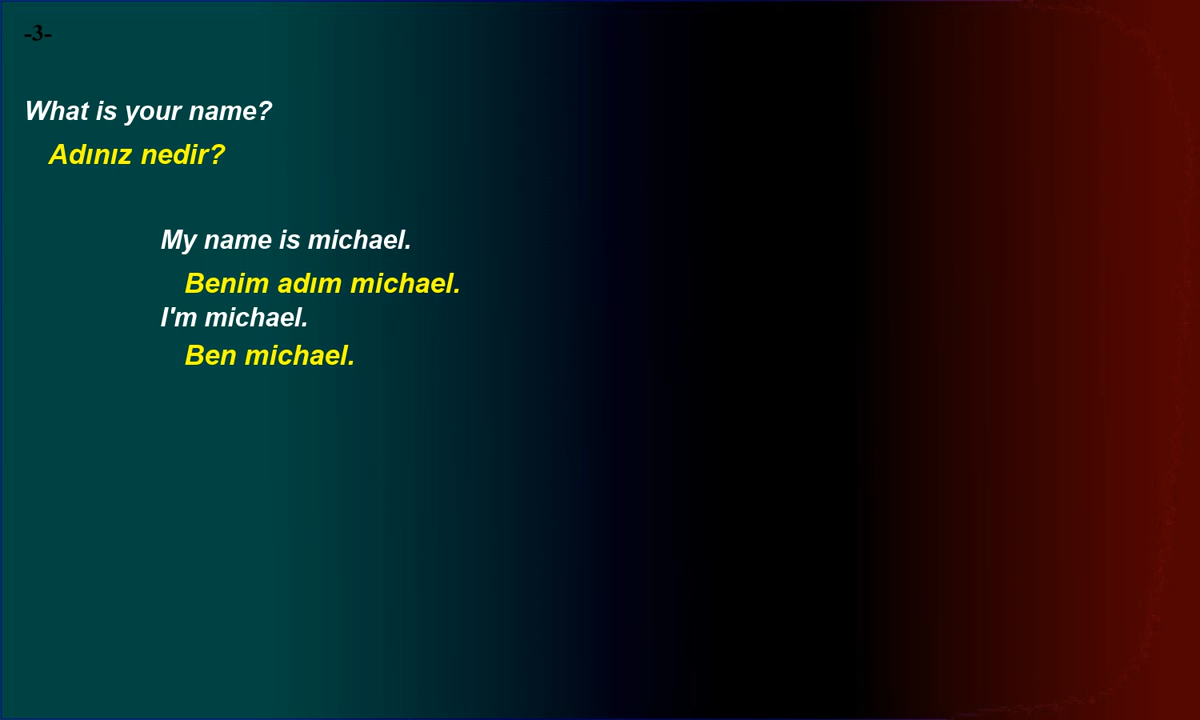 -3-
What is your name?
Adınız nedir?
My name is michael.
Benim adım michael.
I'm michael.
Ben michael.